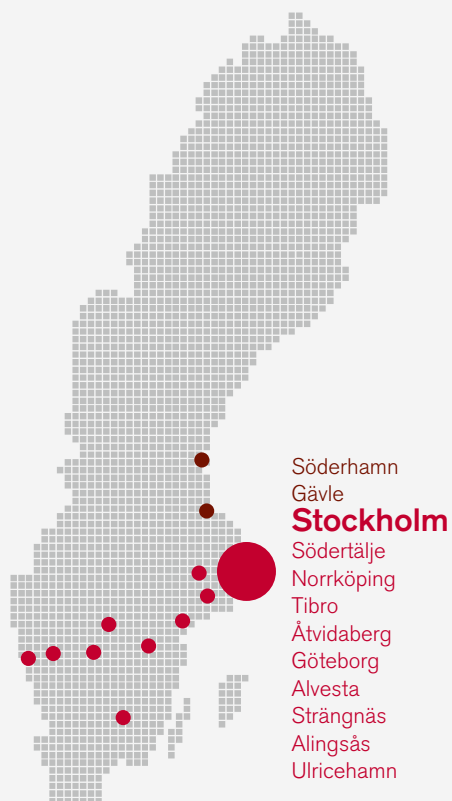 Söderhamn
Gävle
Stockholm
Södertälje
Norrköping
Tibro
Åtvidaberg
Göteborg
Alvesta
Strängnäs
Alingsås
Ulricehamn